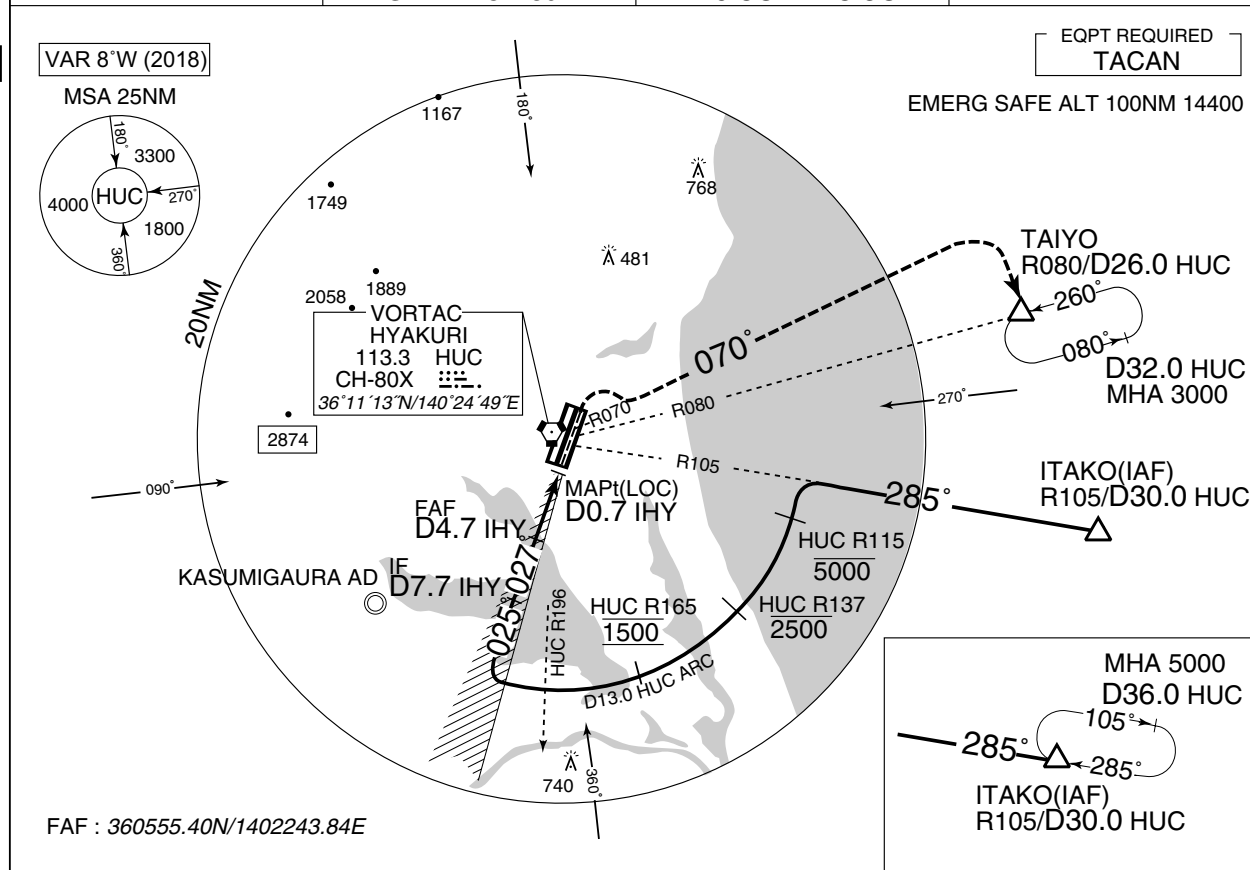 VAR 8°W (2018)
MSA 25NM
180°
3300
HUC
270°
4000
1800
360°
EQPT REQUIRED
TACAN
EMERG SAFE ALT 100NM 14400
180°
1167
768
1749
481
1889
2058
20NM
VORTAC
HYAKURI
113.3 HUC
CH-80X
36°11´13˝N/140°24´49˝E
TAIYO
R080/D26.0 HUC
260°
080°
D32.0 HUC
MHA 3000
070°
R070
R080
270°
2874
R105
090°
ITAKO(IAF)
R105/D30.0 HUC
285°
MAPt(LOC)
D0.7 IHY
FAF
D4.7 IHY
HUC R115
5000
IF
D7.7 IHY
KASUMIGAURA AD
025°-027°
HUC R196
HUC R165
1500
HUC R137
2500
D13.0 HUC ARC
740
360°
MHA 5000
D36.0 HUC
105°
285°
285°
ITAKO(IAF)
R105/D30.0 HUC
FAF : 360555.40N/1402243.84E